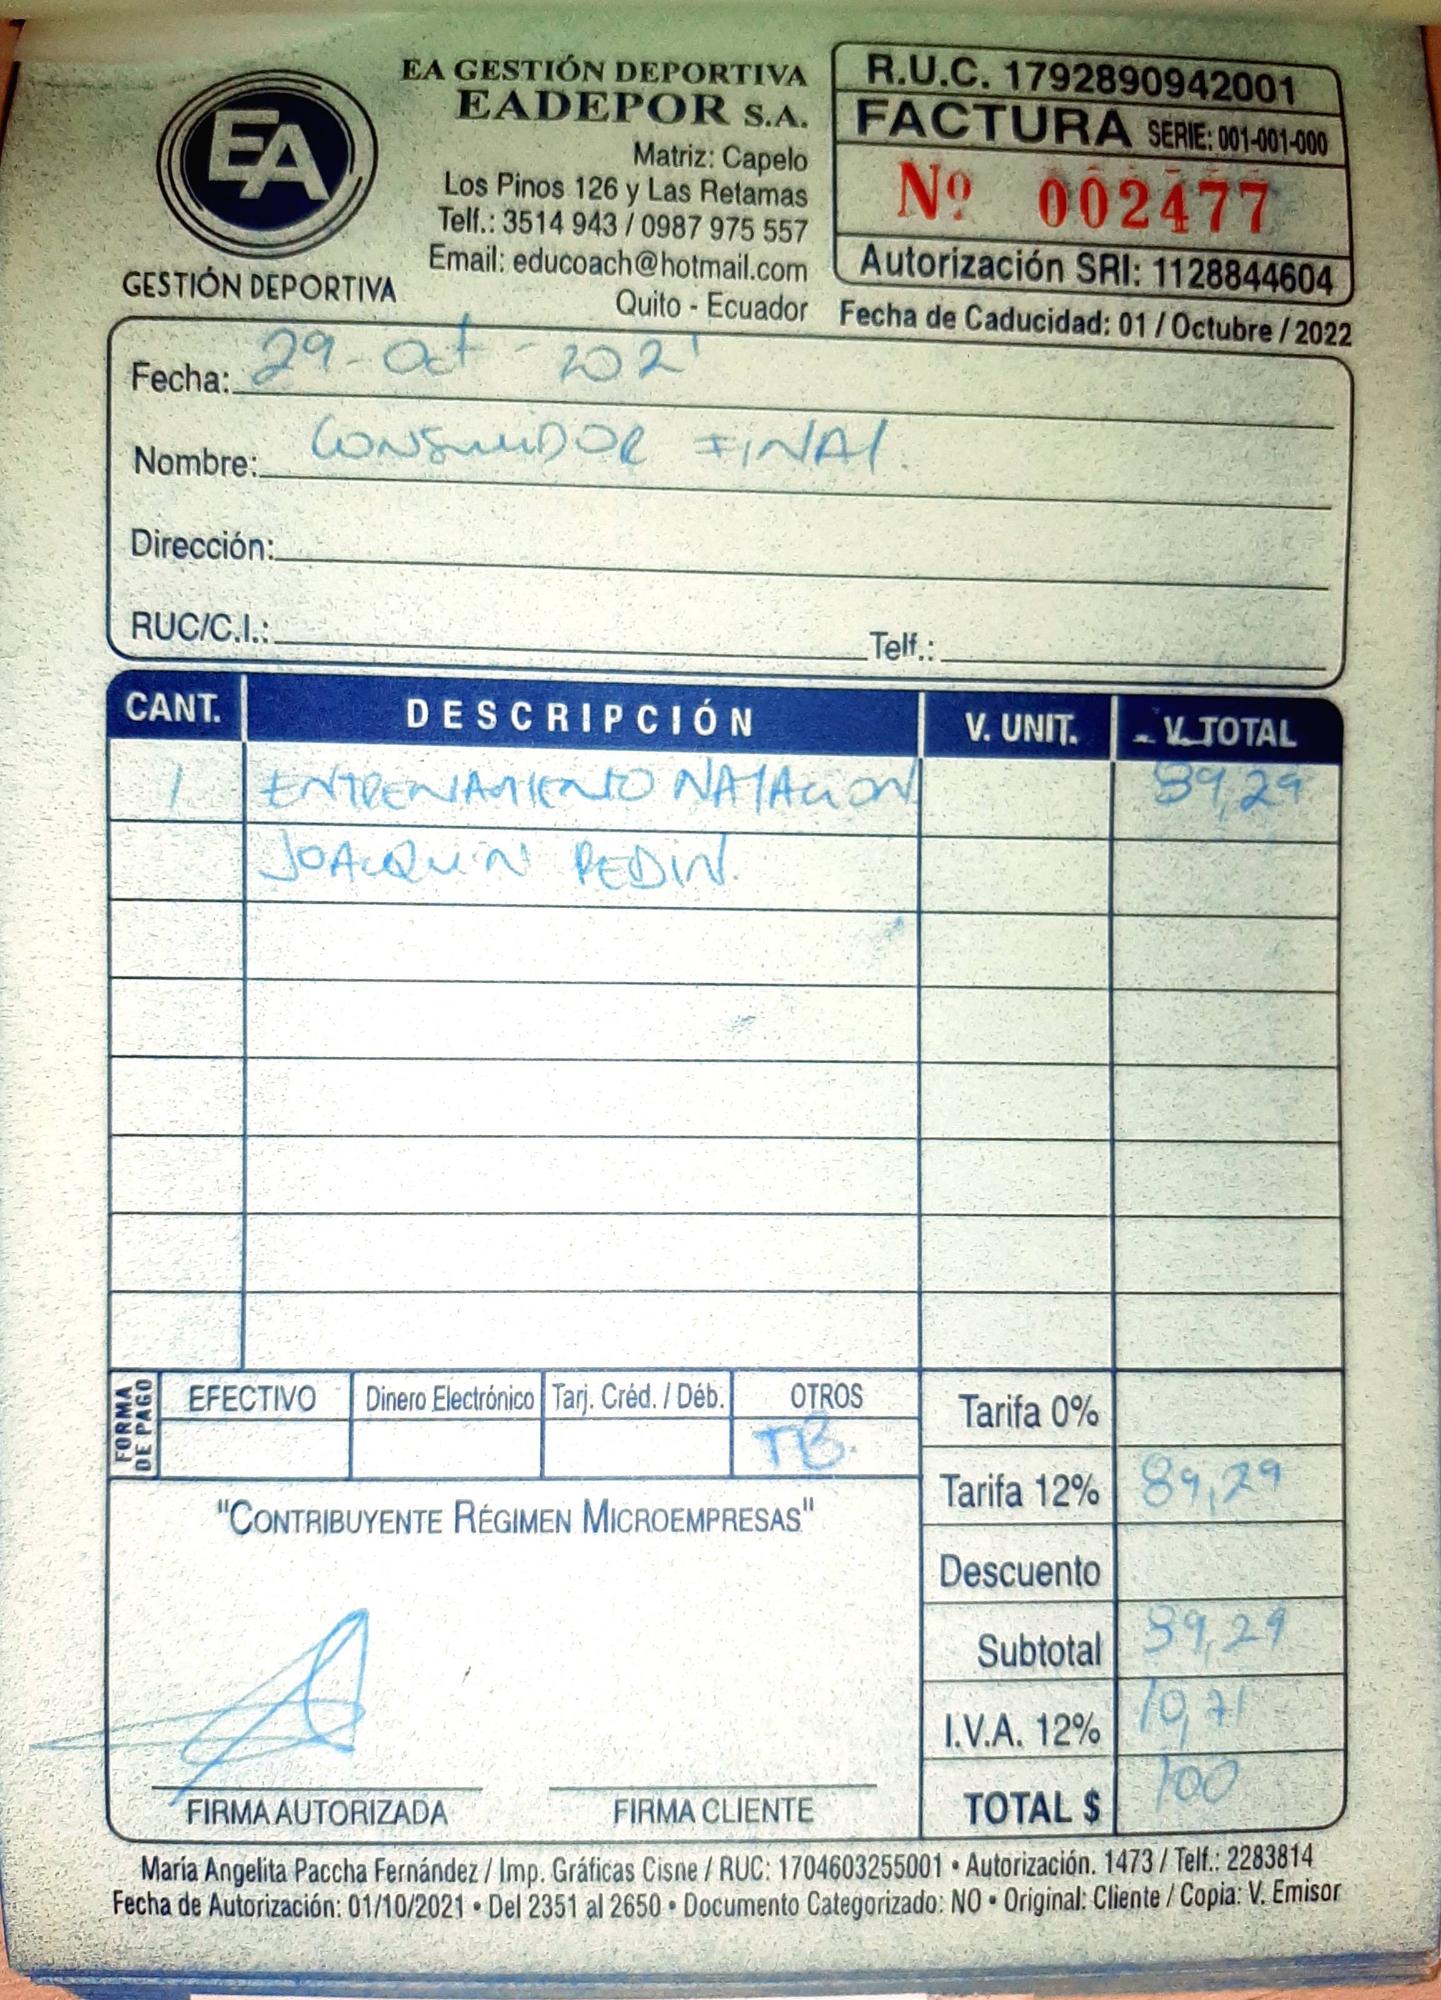 EA
GESTIÓN DEPORTIVA
EA GESTIÓN DEPORTIVA
EADEPOR S.A.
Matriz: Capelo
Los Pinos 126 y Las Retamas
Telf.: 3514 943 / 0987 975 557
Email: educoach@hotmail.com
Quito - Ecuador
R.U.C. 1792890942001
FACTURA SERIE: 001-001-000
Nº 002477
Autorización SRI: 1128844604
Fecha de Caducidad: 01 / Octubre / 2022
Fecha: 29-Oct-2021
Nombre: CONSUMIDOR FINAL.
Dirección:
RUC/C.I.: Telf.:
CANT. DESCRIPCIÓN V. UNIT. V. TOTAL
1 ENTRENAMIENTO NATACION 89,29
JOAQUIN PEDIN.
FORMA DE PAGO
EFECTIVO Dinero Electrónico Tarj. Créd. / Déb. OTROS
TB.
Tarifa 0%
Tarifa 12% 89,29
Descuento
Subtotal 89,29
I.V.A. 12% 10,71
TOTAL $ 100
"CONTRIBUYENTE RÉGIMEN MICROEMPRESAS"
FIRMA AUTORIZADA FIRMA CLIENTE
María Angelita Paccha Fernández / Imp. Gráficas Cisne / RUC: 1704603255001 • Autorización. 1473 / Telf.: 2283814
Fecha de Autorización: 01/10/2021 • Del 2351 al 2650 • Documento Categorizado: NO • Original: Cliente / Copia: V. Emisor